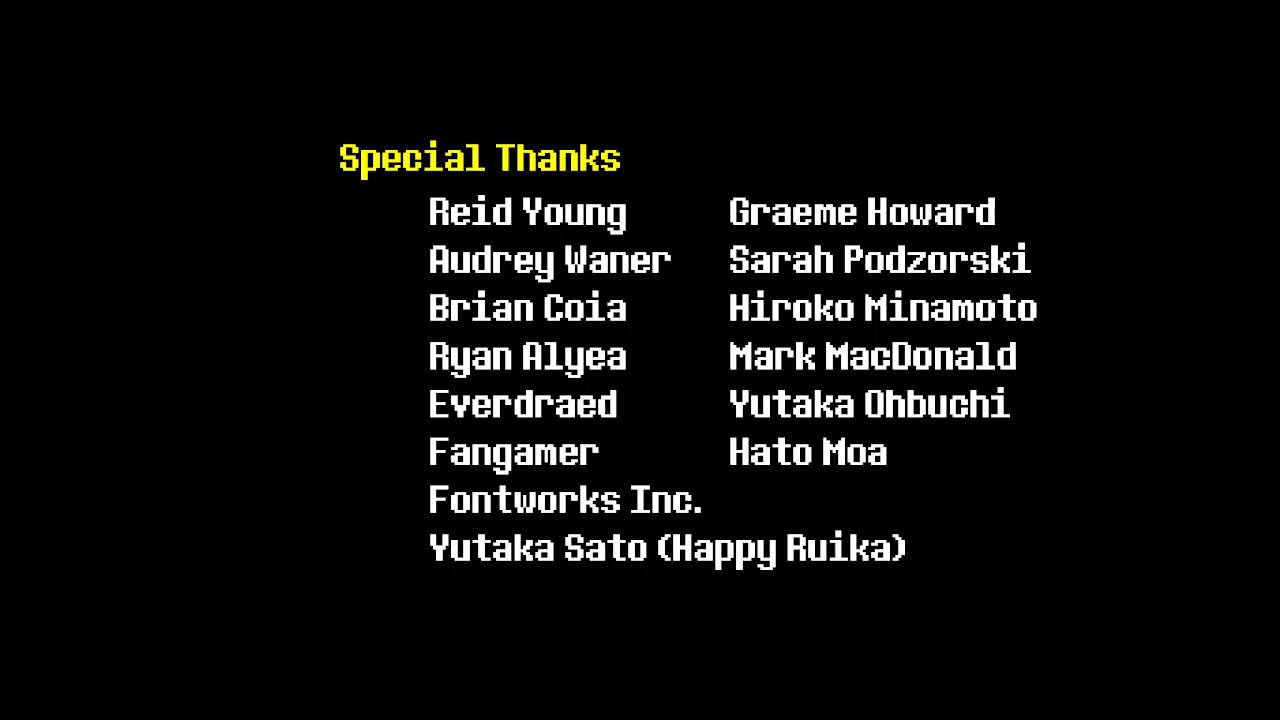 Special Thanks
Reid Young Graeme Howard
Audrey Waner Sarah Podzorski
Brian Coia Hiroko Minamoto
Ryan Alyea Mark MacDonald
Everdraed Yutaka Ohbuchi
Fangamer Hato Moa
Fontworks Inc.
Yutaka Sato (Happy Ruika)